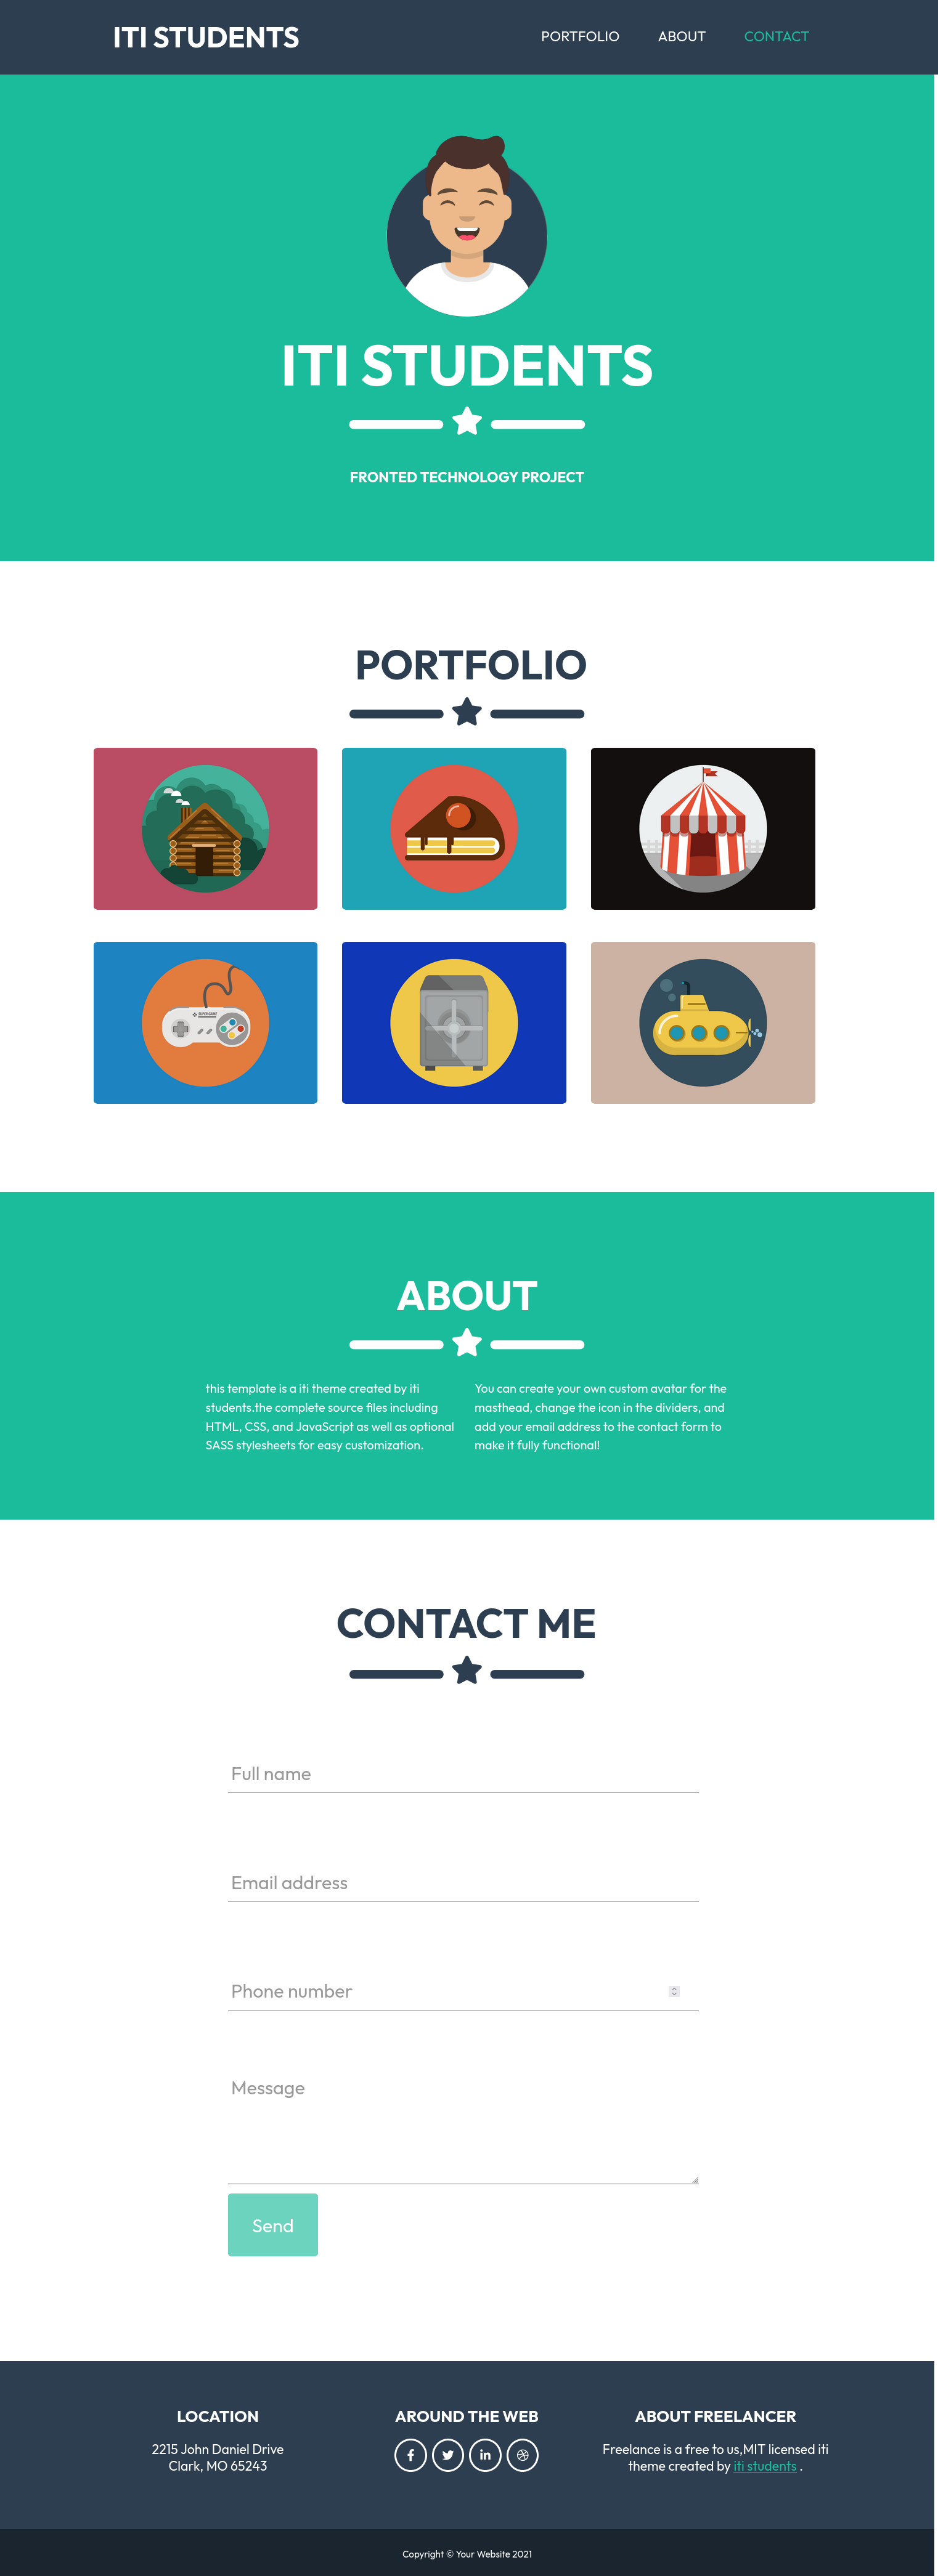 ITI STUDENTS
PORTFOLIO
ABOUT
CONTACT
ITI STUDENTS
FRONTED TECHNOLOGY PROJECT
PORTFOLIO
SUPER GAME
ABOUT
this template is a iti theme created by iti
students.the complete source files including
HTML, CSS, and JavaScript as well as optional
SASS stylesheets for easy customization.
You can create your own custom avatar for the
masthead, change the icon in the dividers, and
add your email address to the contact form to
make it fully functional!
CONTACT ME
Full name
Email address
Phone number
Message
Send
LOCATION
2215 John Daniel Drive
Clark, MO 65243
AROUND THE WEB
ABOUT FREELANCER
Freelance is a free to us,MIT licensed iti
theme created by iti students .
Copyright © Your Website 2021